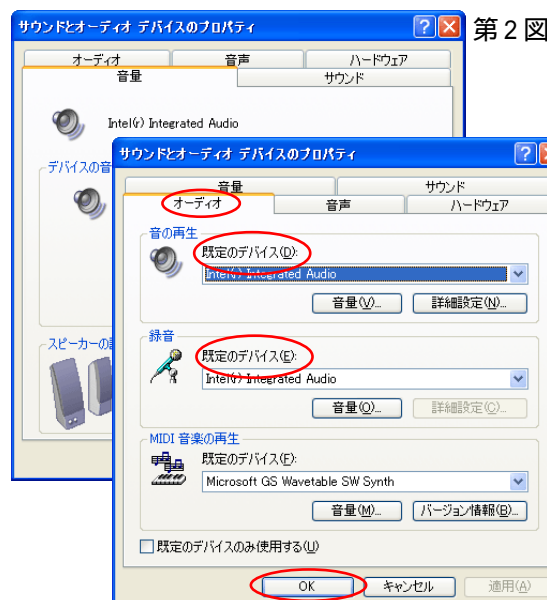 サウンドとオーディオ デバイスのプロパティ
第２図
オーディオ 音声 ハードウェア
音量 サウンド
Intel(r) Integrated Audio
デバイスの音
スピーカーの
サウンドとオーディオ デバイスのプロパティ
音量 サウンド
オーディオ 音声 ハードウェア
音の再生
既定のデバイス(D):
Intel(r) Integrated Audio
音量(V)... 詳細設定(N)...
録音
既定のデバイス(E):
Intel(r) Integrated Audio
音量(O)... 詳細設定(C)...
MIDI 音楽の再生
既定のデバイス(F):
Microsoft GS Wavetable SW Synth
音量(M)... バージョン情報(B)...
既定のデバイスのみ使用する(U)
OK キャンセル 適用(A)